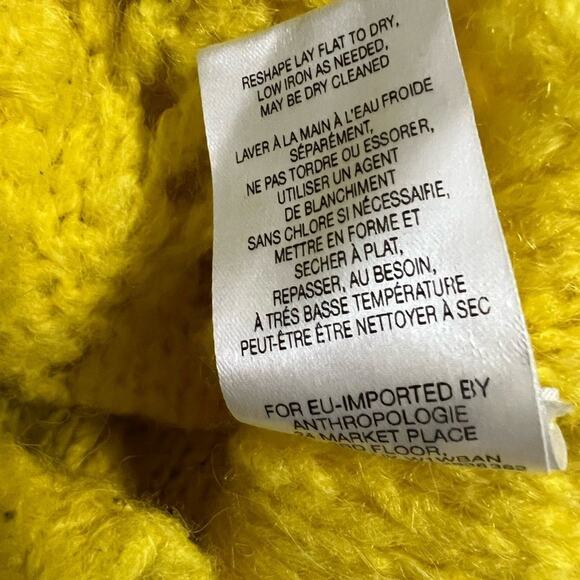 RESHAPE LAY FLAT TO DRY,
LOW IRON AS NEEDED,
MAY BE DRY CLEANED
LAVER À LA MAIN À L'EAU FROIDE
SÉPARÉMENT,
NE PAS TORDRE OU ESSORER,
UTILISER UN AGENT
DE BLANCHIMENT
SANS CHLORE SI NÉCESSAIFIE,
METTRE EN FORME ET
SECHER À PLAT,
REPASSER, AU BESOIN,
À TRÉS BASSE TEMPÉRATURE
PEUT-ÊTRE ÊTRE NETTOYER À SEC
FOR EU-IMPORTED BY
ANTHROPOLOGIE
MARKET PLACE
FLOOR,